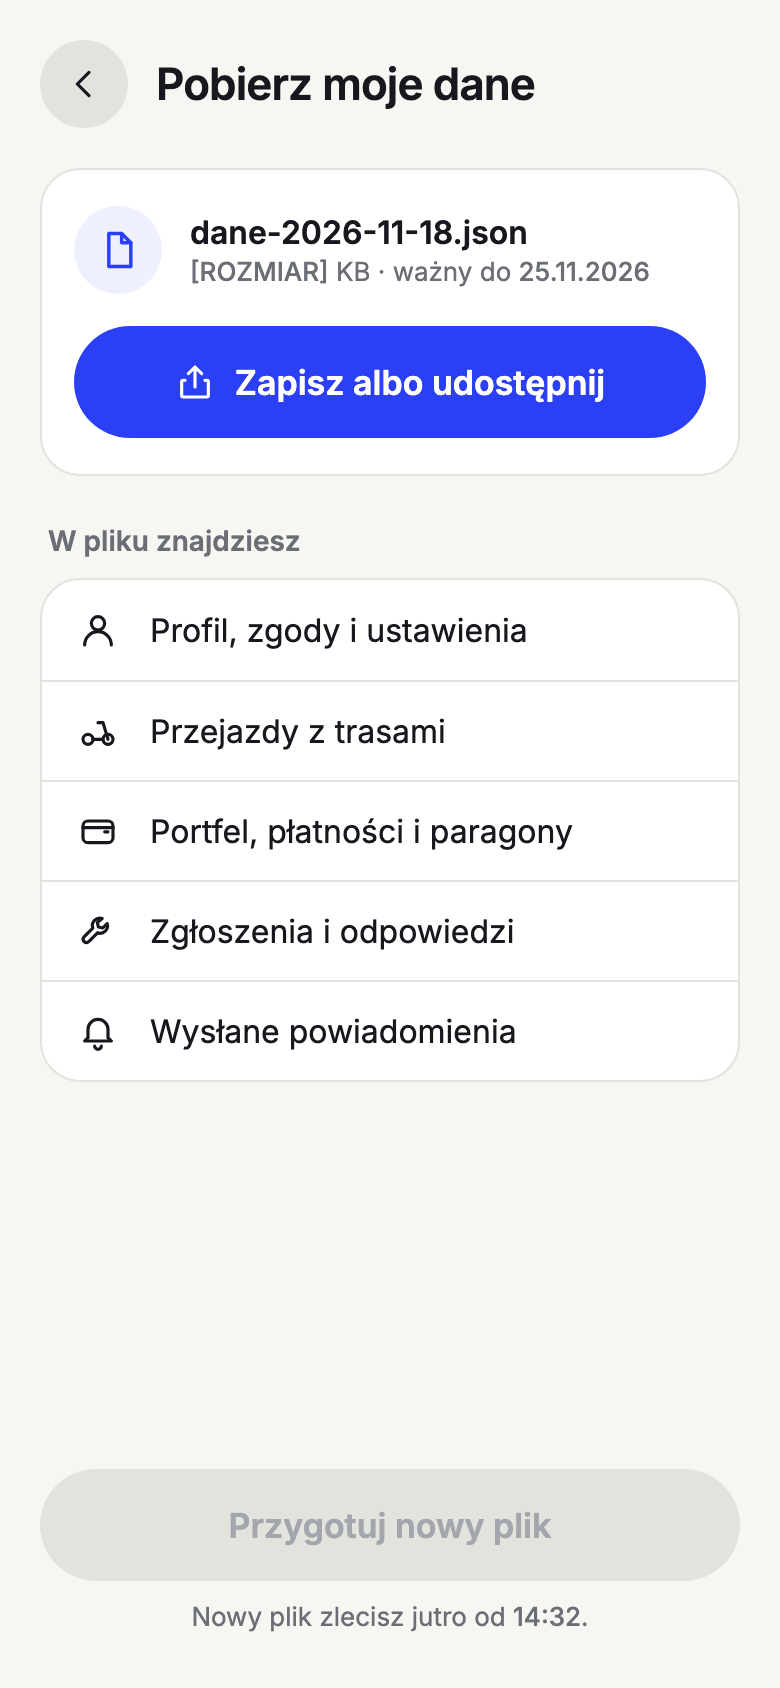 Pobierz moje dane
dane-2026-11-18.json
[ROZMIAR] KB · ważny do 25.11.2026
Zapisz albo udostępnij
W pliku znajdziesz
Profil, zgody i ustawienia
Przejazdy z trasami
Portfel, płatności i paragony
Zgłoszenia i odpowiedzi
Wysłane powiadomienia
Przygotuj nowy plik
Nowy plik zlecisz jutro od 14:32.